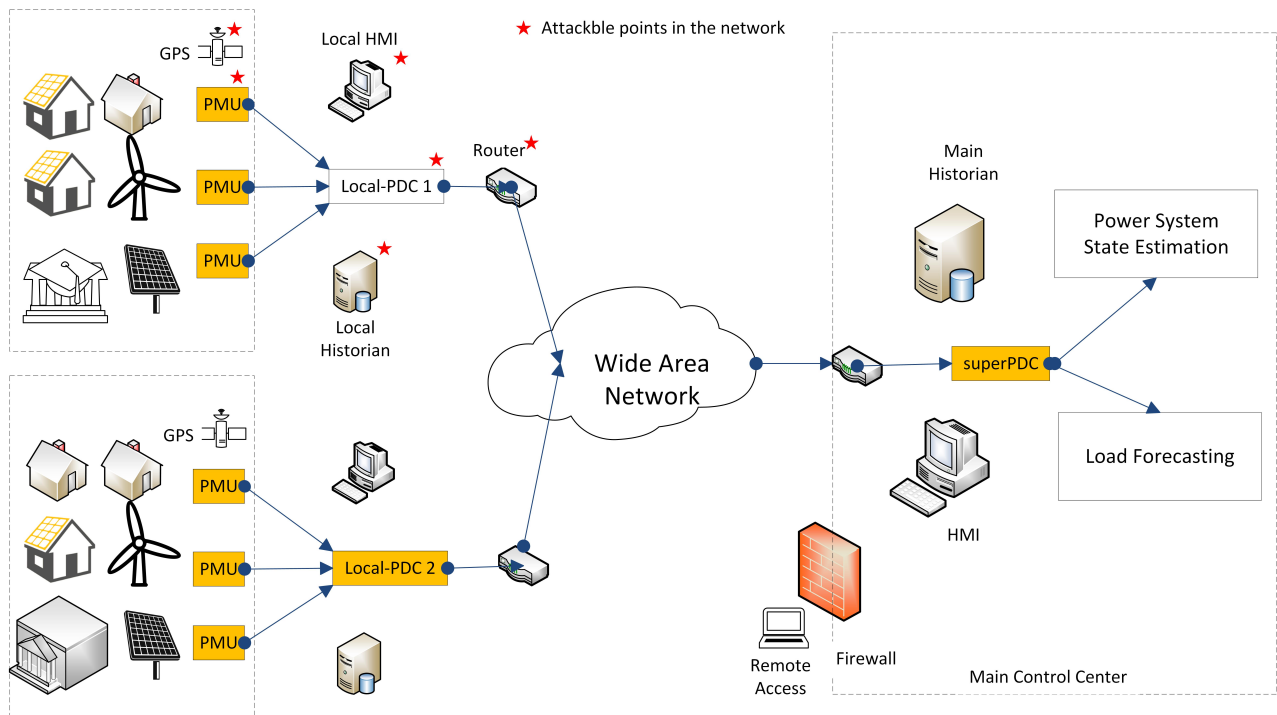 Attackble points in the network
GPS
PMU
PMU
PMU
Local HMI
Local-PDC 1
Router
Local
Historian
GPS
PMU
PMU
PMU
Local-PDC 2
Wide Area
Network
Main
Historian
superPDC
Power System
State Estimation
Load Forecasting
HMI
Remote
Access
Firewall
Main Control Center